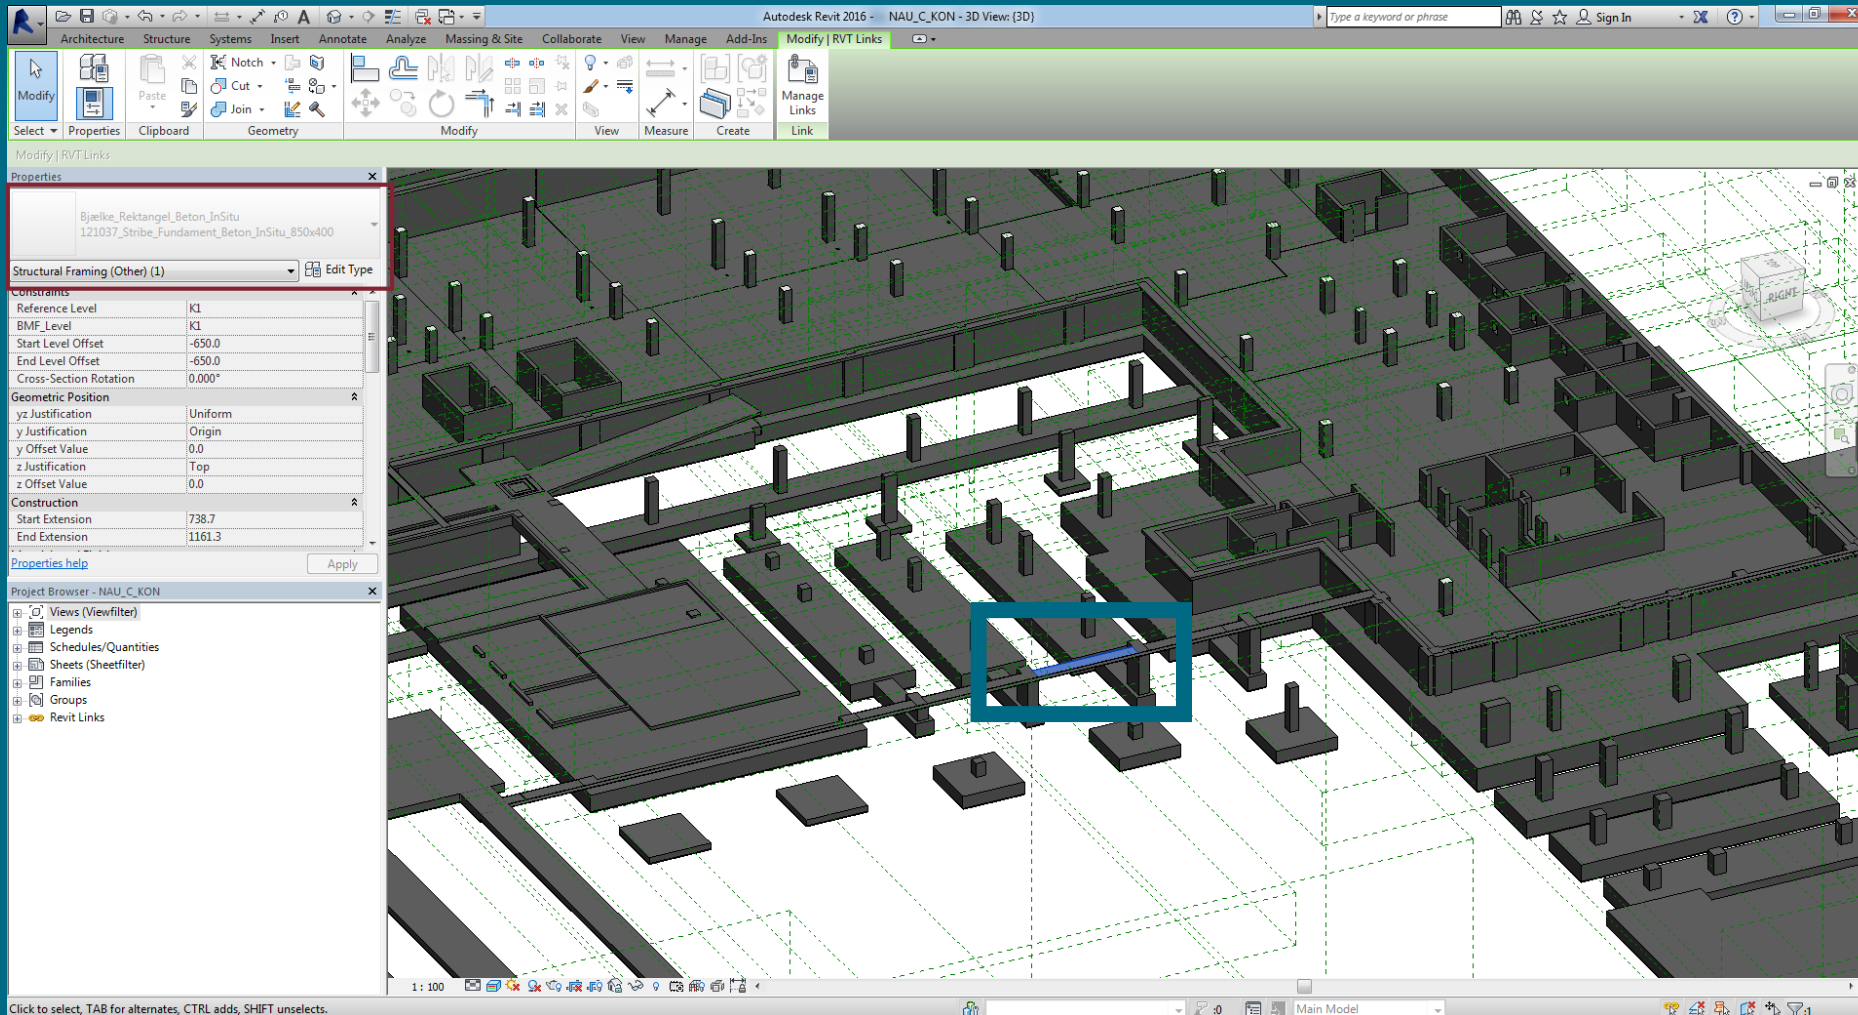 Autodesk Revit 2016 - NAU_C_KON - 3D View: {3D}
Type a keyword or phrase
Sign In
Architecture Structure Systems Insert Annotate Analyze Massing & Site Collaborate View Manage Add-Ins Modify | RVT Links
Modify
Paste
Notch
Cut
Join
Manage
Links
Select Properties Clipboard Geometry Modify View Measure Create Link
Modify | RVT Links
Properties
Bjælke_Rektangel_Beton_InSitu
121037_Stribe_Fundament_Beton_InSitu_850x400
Structural Framing (Other) (1) Edit Type
Constraints
Reference Level K1
BMF_Level K1
Start Level Offset -650.0
End Level Offset -650.0
Cross-Section Rotation 0.000°
Geometric Position
yz Justification Uniform
y Justification Origin
y Offset Value 0.0
z Justification Top
z Offset Value 0.0
Construction
Start Extension 738.7
End Extension 1161.3
Properties help Apply
Project Browser - NAU_C_KON
Views (Viewfilter)
Legends
Schedules/Quantities
Sheets (Sheetfilter)
Families
Groups
Revit Links
RIGHT
1 : 100
Click to select, TAB for alternates, CTRL adds, SHIFT unselects.
:0
Main Model
:1